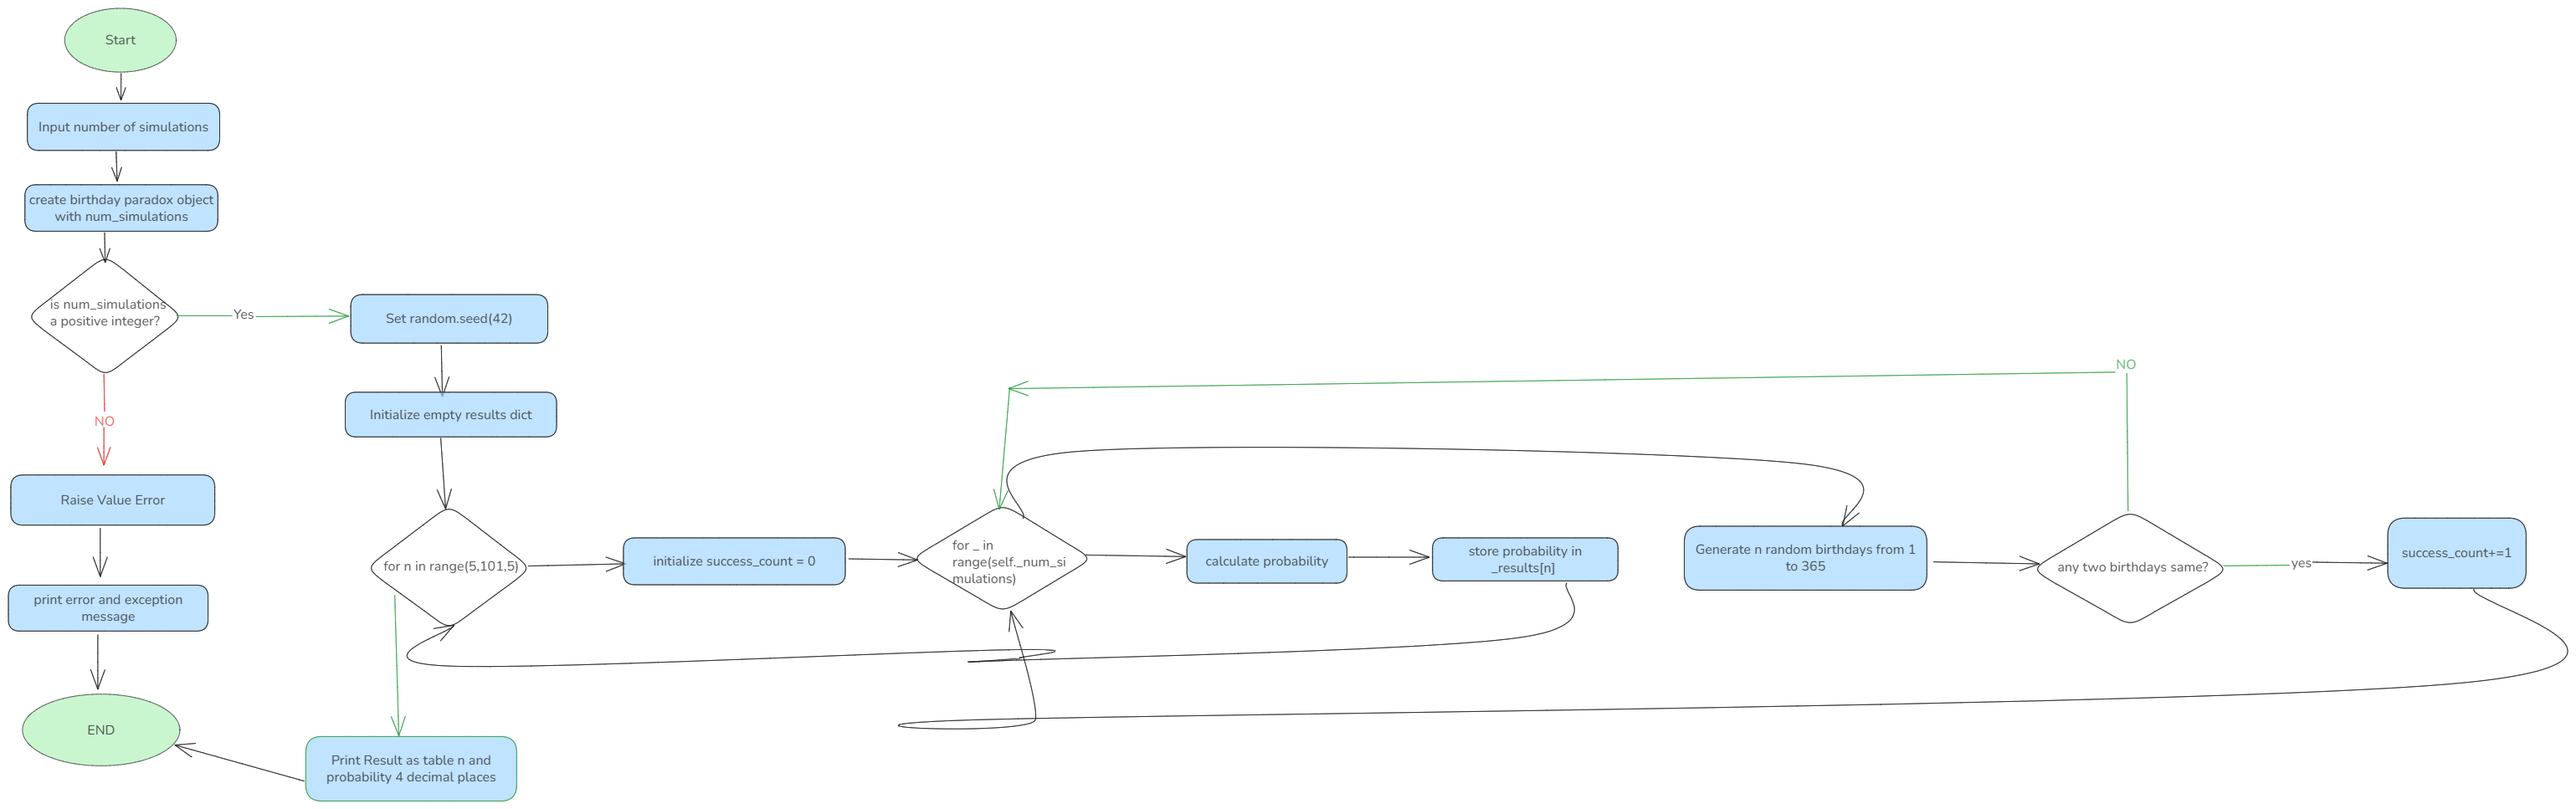 Start
Input number of simulations
create birthday paradox object
with num_simulations
is num_simulations
a positive integer?
Yes
Set random.seed(42)
Initialize empty results dict
NO
Raise Value Error
print error and exception
message
END
for n in range(5,101,5)
initialize success_count = 0
for _ in
range(self._num_si
mulations)
calculate probability
store probability in
_results[n]
Generate n random birthdays from 1
to 365
any two birthdays same?
NO
yes
success_count+=1
Print Result as table n and
probability 4 decimal places